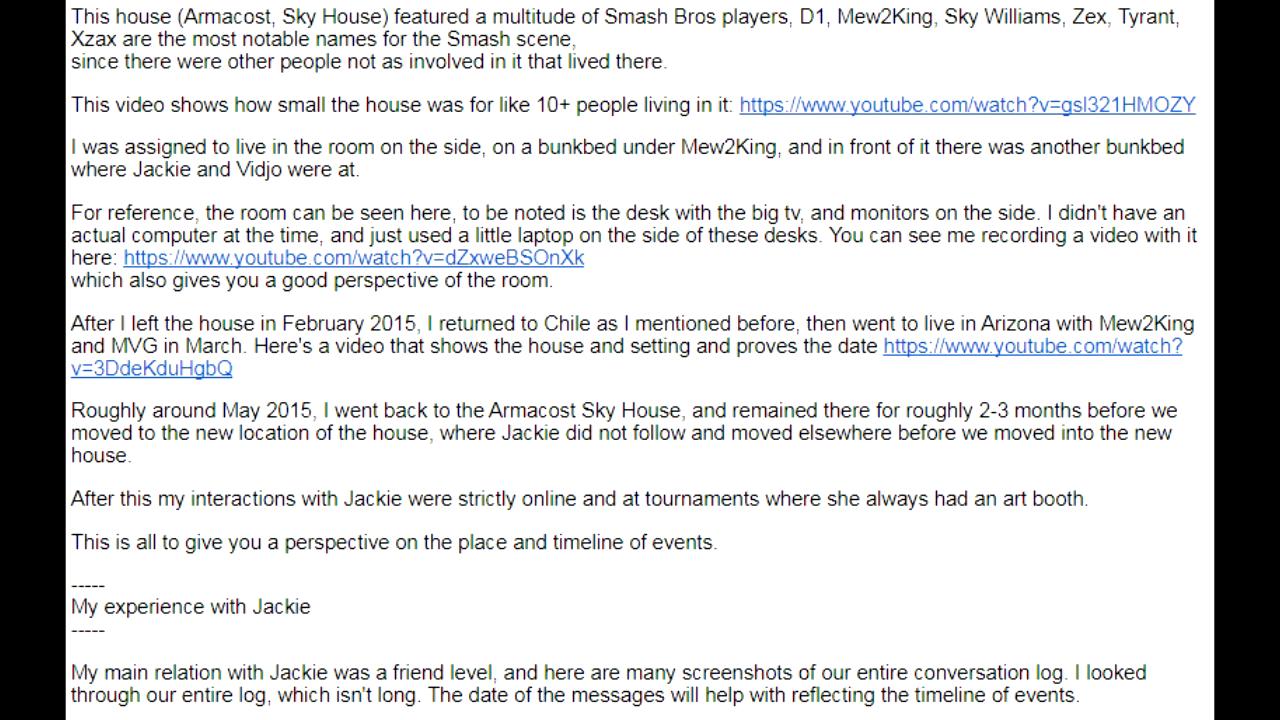 This house (Armacost, Sky House) featured a multitude of Smash Bros players, D1, Mew2King, Sky Williams, Zex, Tyrant,
Xzax are the most notable names for the Smash scene,
since there were other people not as involved in it that lived there.
This video shows how small the house was for like 10+ people living in it: https://www.youtube.com/watch?v=gsl321HMOZY
I was assigned to live in the room on the side, on a bunkbed under Mew2King, and in front of it there was another bunkbed
where Jackie and Vidjo were at.
For reference, the room can be seen here, to be noted is the desk with the big tv, and monitors on the side. I didn't have an
actual computer at the time, and just used a little laptop on the side of these desks. You can see me recording a video with it
here: https://www.youtube.com/watch?v=dZxweBSOnXk
which also gives you a good perspective of the room.
After I left the house in February 2015, I returned to Chile as I mentioned before, then went to live in Arizona with Mew2King
and MVG in March. Here's a video that shows the house and setting and proves the date https://www.youtube.com/watch?
v=3DdeKduHgbQ
Roughly around May 2015, I went back to the Armacost Sky House, and remained there for roughly 2-3 months before we
moved to the new location of the house, where Jackie did not follow and moved elsewhere before we moved into the new
house.
After this my interactions with Jackie were strictly online and at tournaments where she always had an art booth.
This is all to give you a perspective on the place and timeline of events.
-----
My experience with Jackie
-----
My main relation with Jackie was a friend level, and here are many screenshots of our entire conversation log. I looked
through our entire log, which isn't long. The date of the messages will help with reflecting the timeline of events.